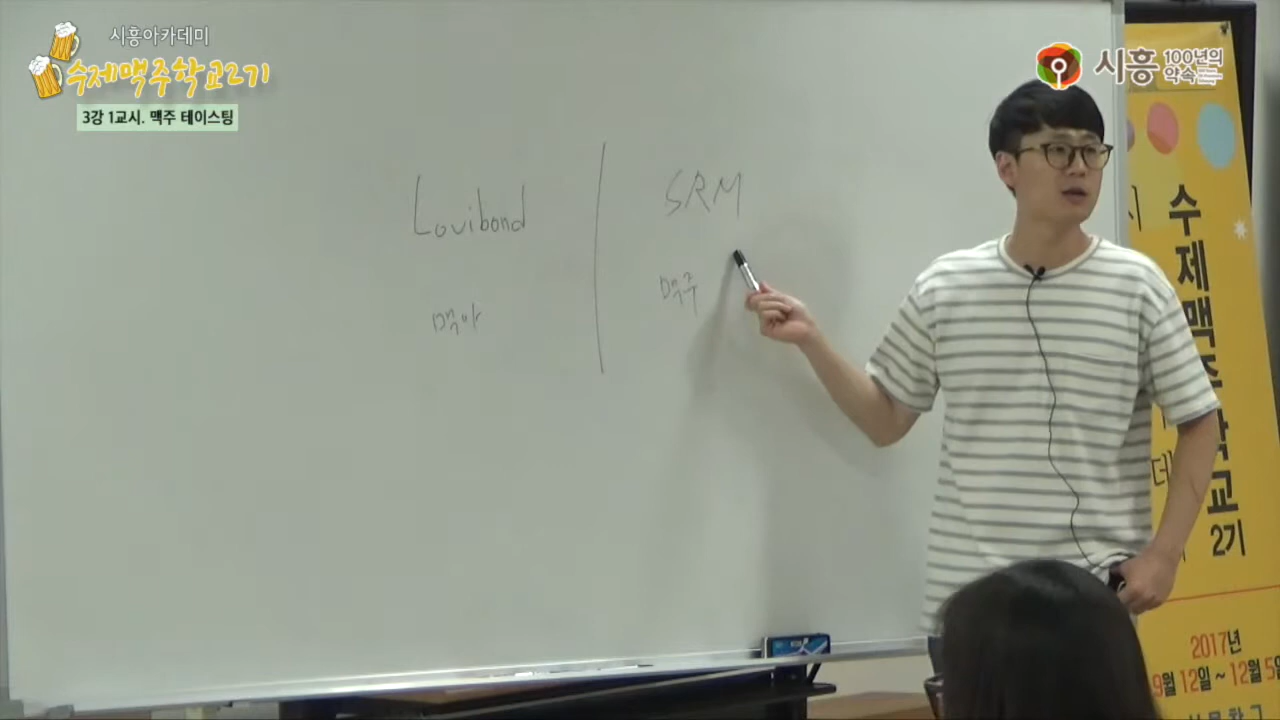 시흥아카데미
수제맥주학교2기
3강 1교시. 맥주 테이스팅
시흥 100년의 약속
Lovibond
SRM
맥아
맥주
시
수제맥주학교
2기
2017년
9월 12일 ~ 12월 5일